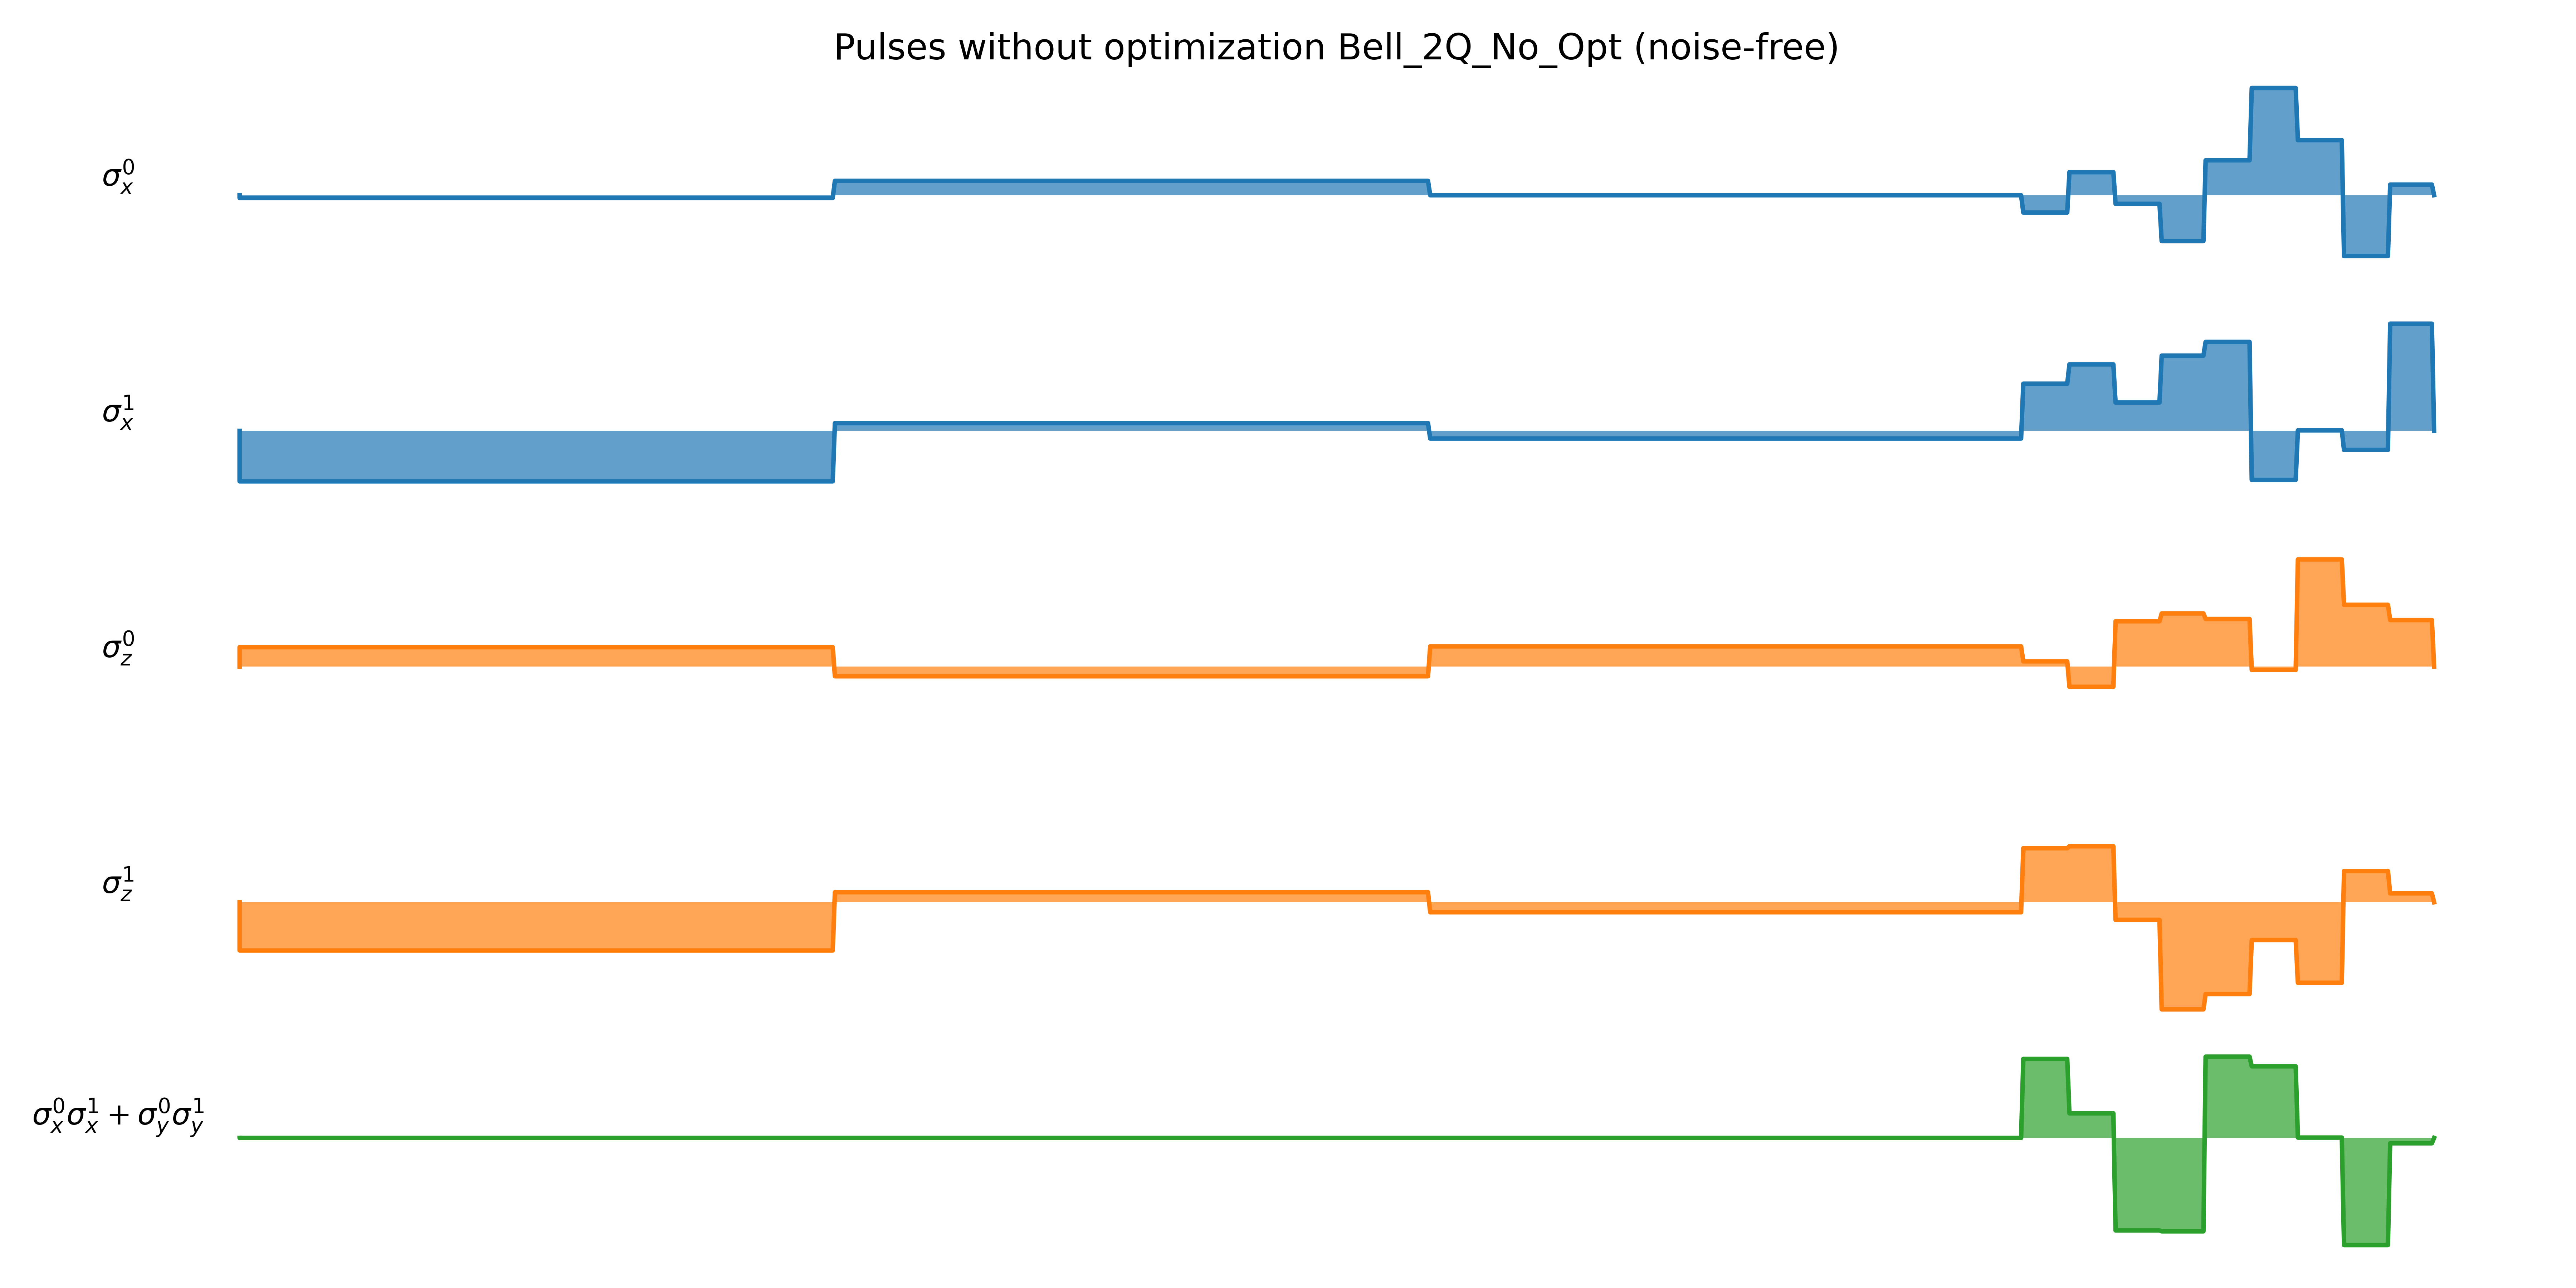 Pulses without optimization Bell_2Q_No_Opt (noise-free)
σ_x^0
σ_x^1
σ_z^0
σ_z^1
σ_x^0σ_x^1 + σ_y^0σ_y^1